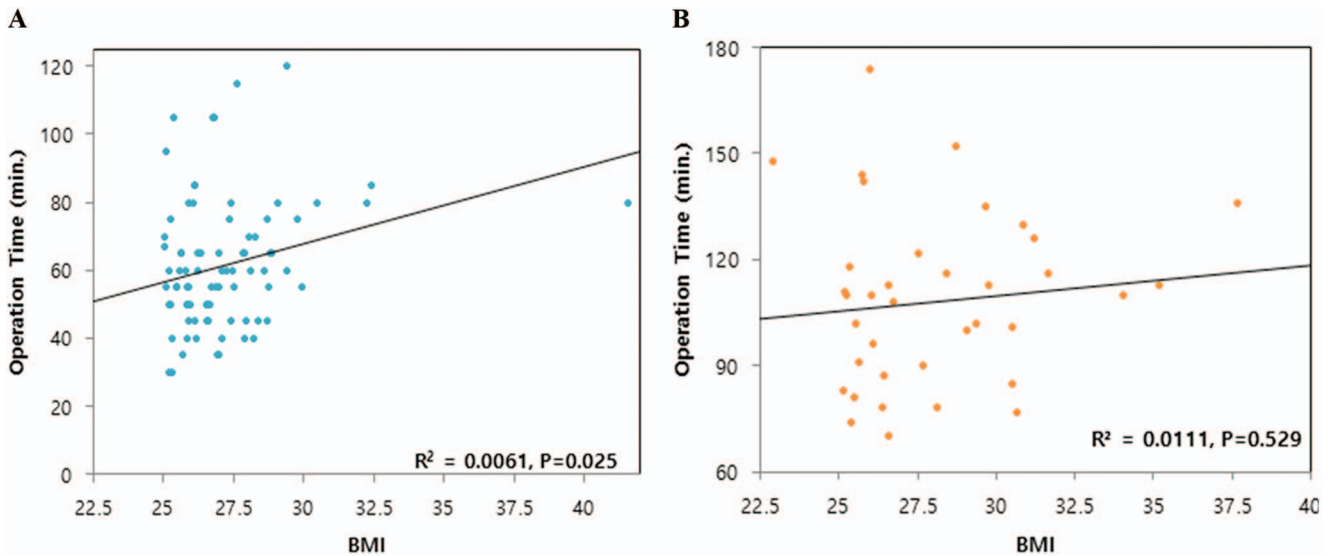 A
Operation Time (min.)
120
100
80
60
40
20
0
R² = 0.0061, P=0.025
22.5 25 27.5 30 32.5 35 37.5 40
BMI
B
Operation Time (min.)
180
150
120
90
60
R² = 0.0111, P=0.529
22.5 25 27.5 30 32.5 35 37.5 40
BMI